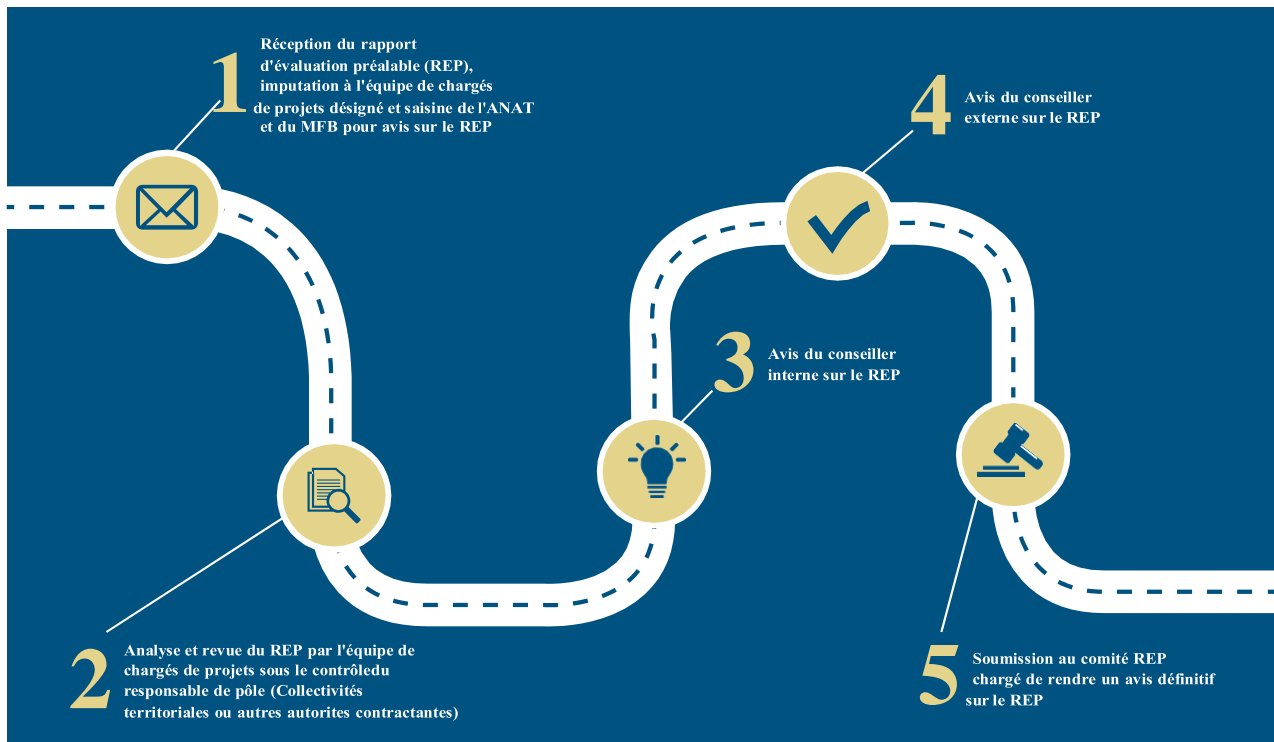 1
Réception du rapport
d'évaluation préalable (REP),
imputation à l'équipe de chargés
de projets désigné et saisine de l'ANAT
et du MFB pour avis sur le REP
2
Analyse et revue du REP par l'équipe de
chargés de projets sous le contrôledu
responsable de pôle (Collectivités
territoriales ou autres autorites contractantes)
3
Avis du conseiller
interne sur le REP
4
Avis du conseiller
externe sur le REP
5
Soumission au comité REP
chargé de rendre un avis définitif
sur le REP